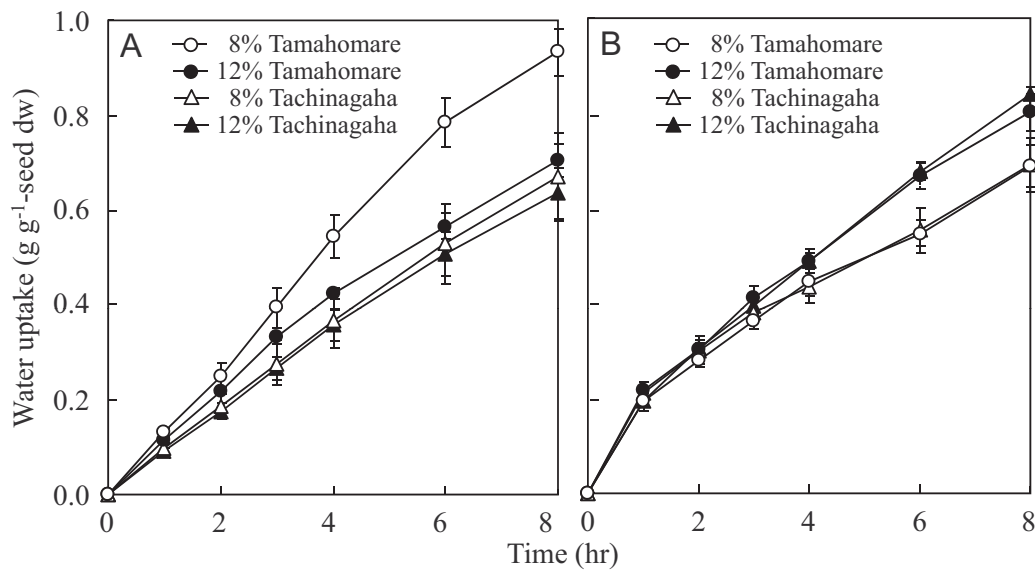 Water uptake (g g⁻¹-seed dw)
1.0
0.8
0.6
0.4
0.2
0.0
A
8% Tamahomare
12% Tamahomare
8% Tachinagaha
12% Tachinagaha
0 2 4 6 8
B
8% Tamahomare
12% Tamahomare
8% Tachinagaha
12% Tachinagaha
0 2 4 6 8
Time (hr)